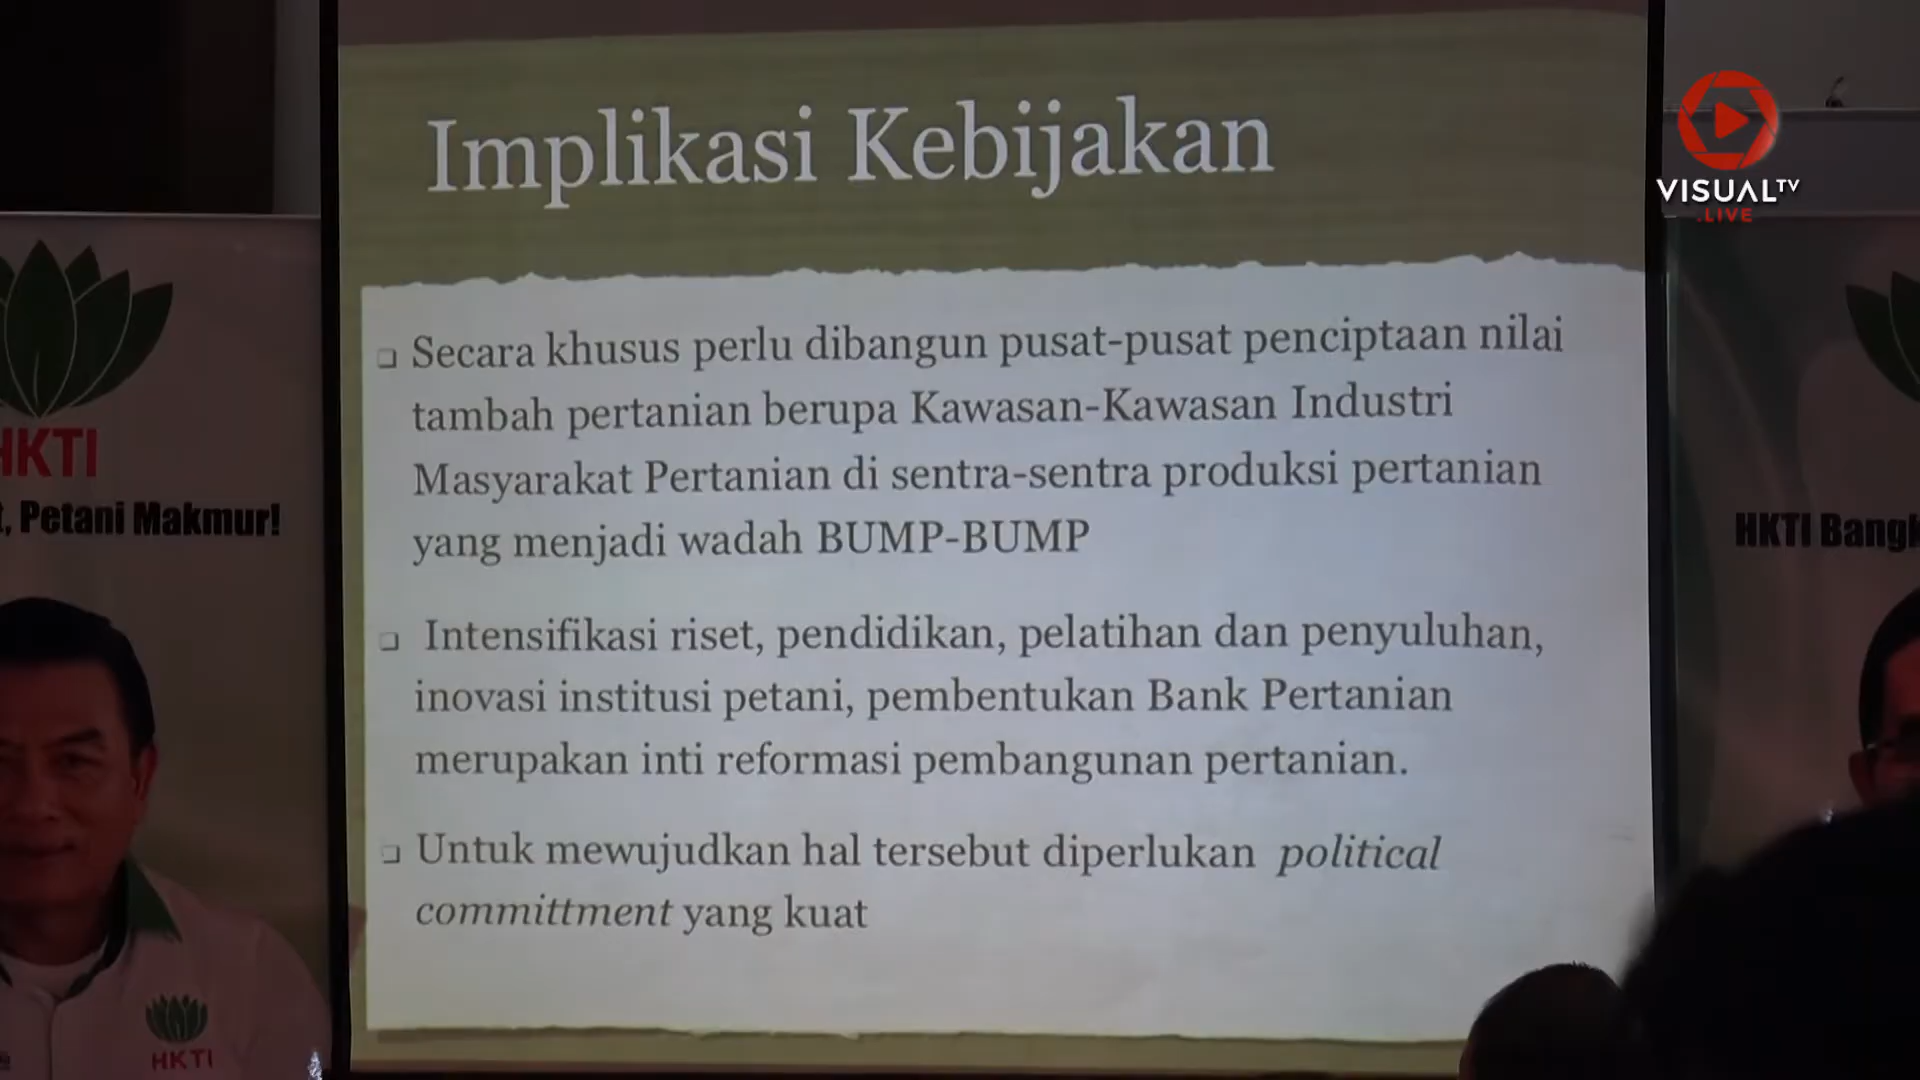 Implikasi Kebijakan
VISUALTV
.LIVE
Secara khusus perlu dibangun pusat-pusat penciptaan nilai
tambah pertanian berupa Kawasan-Kawasan Industri
Masyarakat Pertanian di sentra-sentra produksi pertanian
yang menjadi wadah BUMP-BUMP
Intensifikasi riset, pendidikan, pelatihan dan penyuluhan,
inovasi institusi petani, pembentukan Bank Pertanian
merupakan inti reformasi pembangunan pertanian.
Untuk mewujudkan hal tersebut diperlukan political
committment yang kuat
HKTI
, Petani Makmur!
HKTI
HKTI Bangk